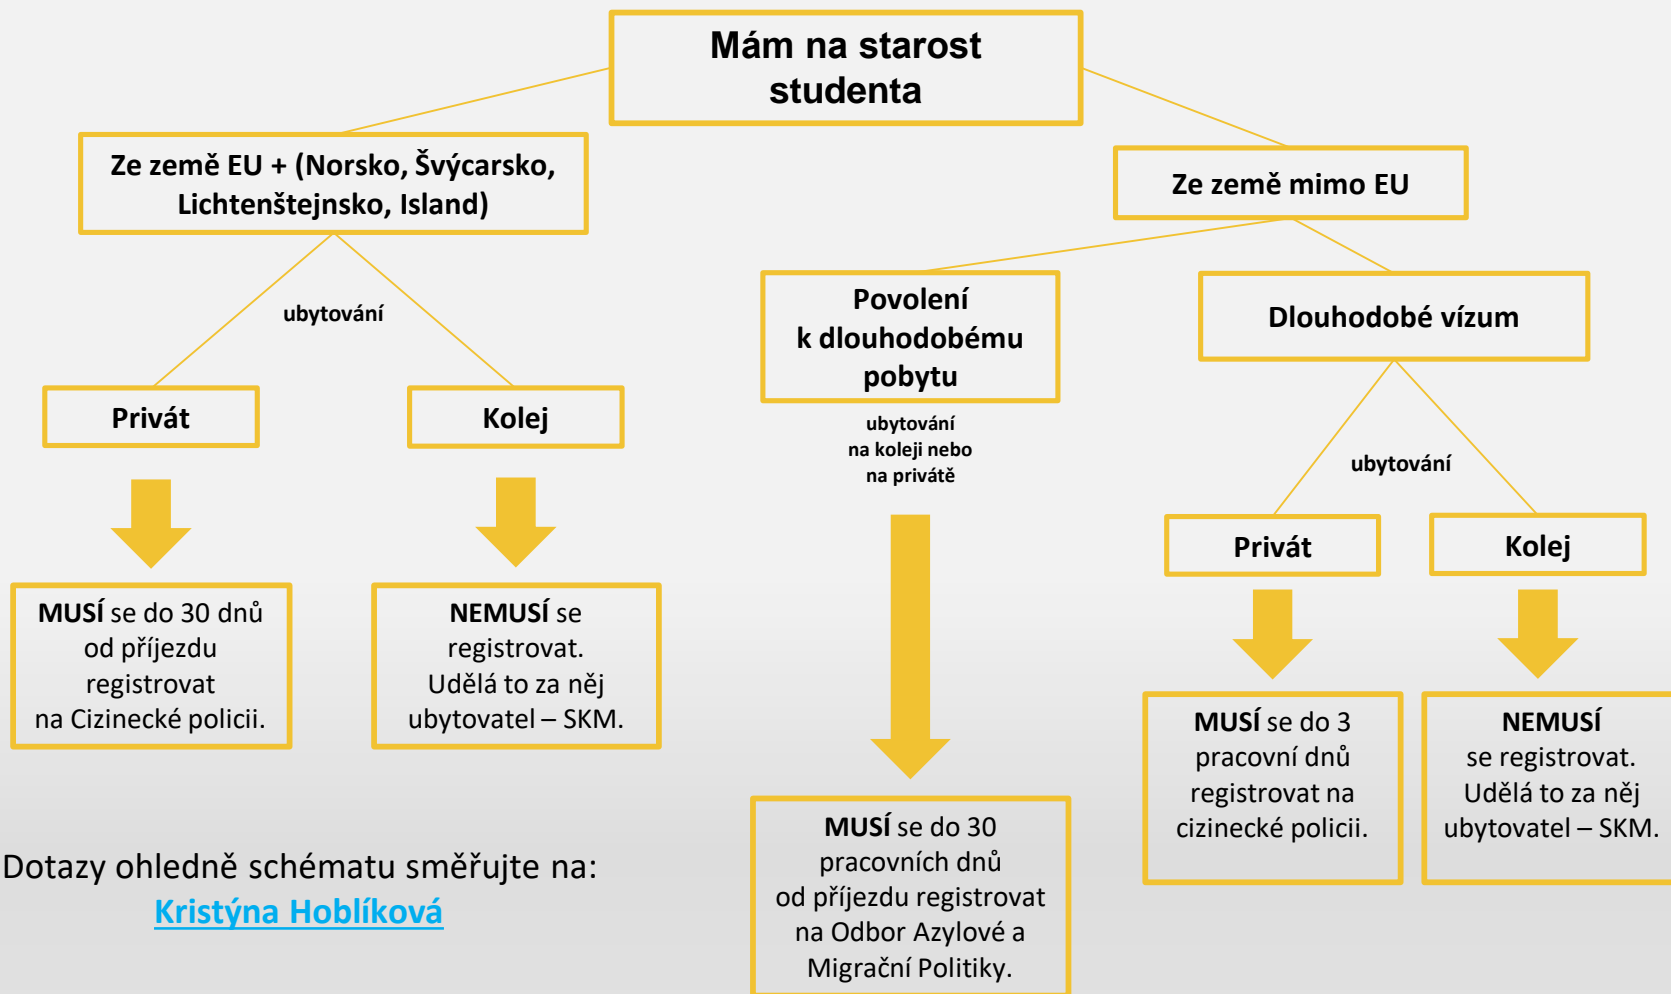 Mám na starost
studenta
Ze země EU + (Norsko, Švýcarsko,
Lichtenštejnsko, Island)
ubytování
Privát
Kolej
MUSÍ se do 30 dnů
od příjezdu
registrovat
na Cizinecké policii.
NEMUSÍ se
registrovat.
Udělá to za něj
ubytovatel – SKM.
Ze země mimo EU
Povolení
k dlouhodobému
pobytu
ubytování
na koleji nebo
na privátě
MUSÍ se do 30
pracovních dnů
od příjezdu registrovat
na Odbor Azylové a
Migrační Politiky.
Dlouhodobé vízum
ubytování
Privát
Kolej
MUSÍ se do 3
pracovní dnů
registrovat na
cizinecké policii.
NEMUSÍ
se registrovat.
Udělá to za něj
ubytovatel – SKM.
Dotazy ohledně schématu směřujte na:
Kristýna Hoblíková